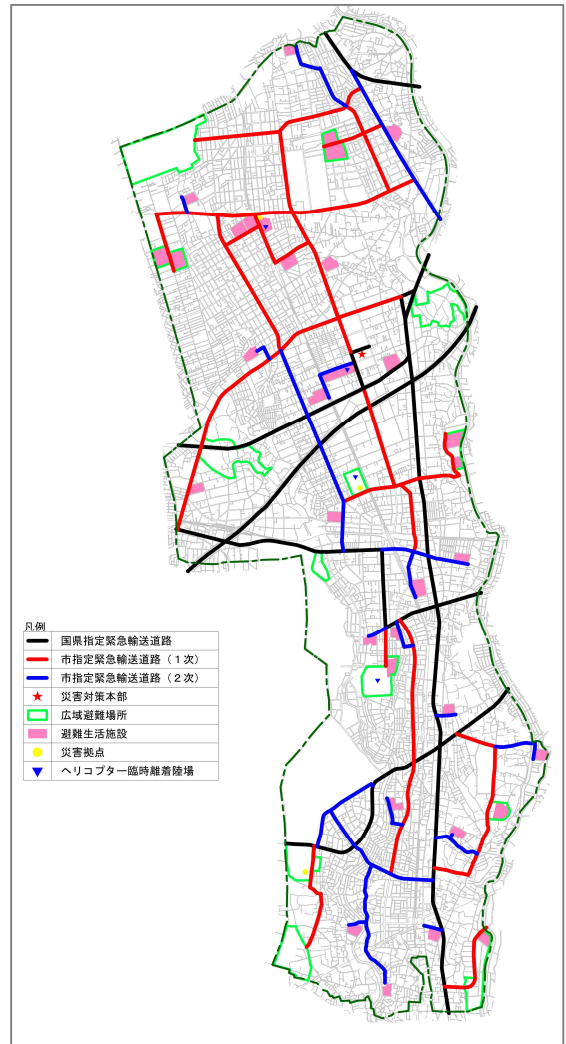 凡例
国県指定緊急輸送道路
市指定緊急輸送道路（１次）
市指定緊急輸送道路（２次）
災害対策本部
広域避難場所
避難生活施設
災害拠点
ヘリコプター臨時離着陸場